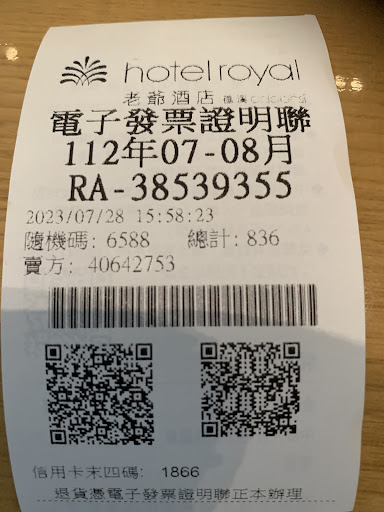 hotel royal
老爺酒店 礁溪
電子發票證明聯
112年07-08月
RA-38539355
2023/07/28 15:58:23
隨機碼: 6588 總計: 836
賣方: 40642753
信用卡末四碼: 1866
退貨憑電子發票證明聯正本辦理